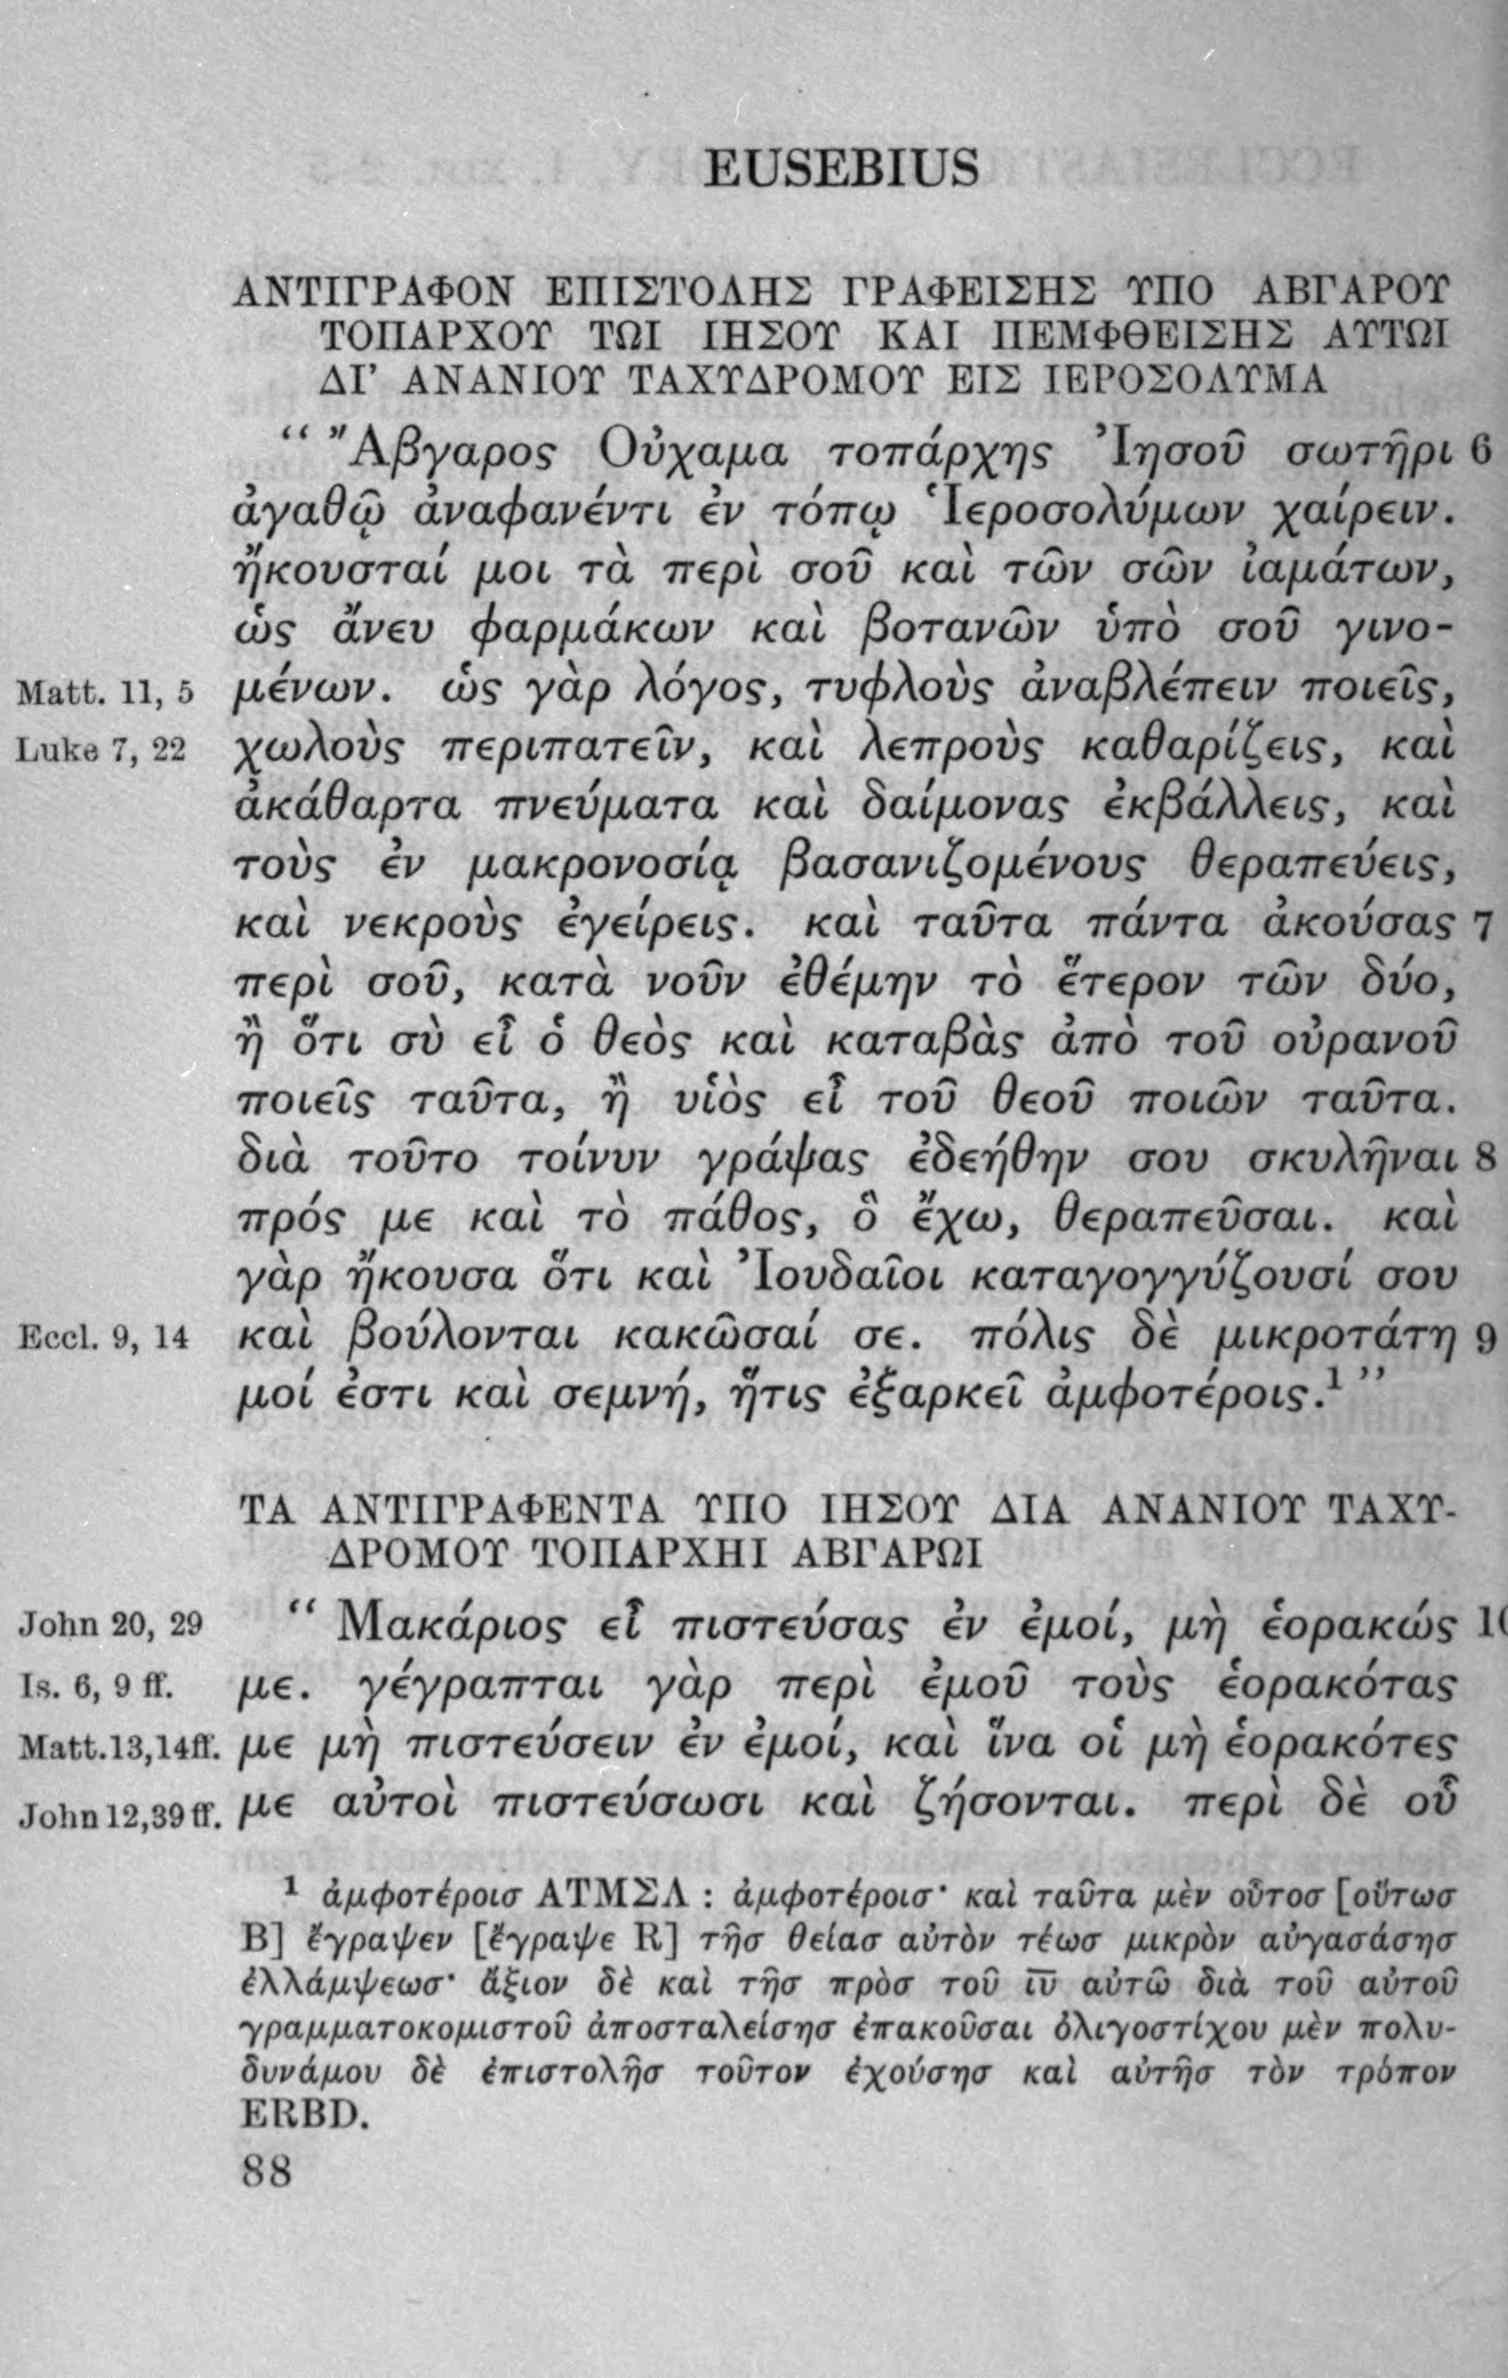 EUSEBIUS
ΑΝΤΙΓΡΑΦΟΝ ΕΠΙΣΤΟΛΗΣ ΓΡΑΦΕΙΣΗΣ ΥΠΟ ΑΒΓΑΡΟΥ
ΤΟΠΑΡΧΟΥ ΤΩΙ ΙΗΣΟΥ ΚΑΙ ΠΕΜΦΘΕΙΣΗΣ ΑΥΤΩΙ
ΔΙ’ ΑΝΑΝΙΟΥ ΤΑΧΥΔΡΟΜΟΥ ΕΙΣ ΙΕΡΟΣΟΛΥΜΑ
“ Ἄβγαρος Οὐχαμα τοπάρχης Ἰησοῦ σωτῆρι 6
ἀγαθῷ ἀναφανέντι ἐν τόπῳ Ἱεροσολύμων χαίρειν.
ἤκουσταί μοι τὰ περὶ σοῦ καὶ τῶν σῶν ἰαμάτων,
ὡς ἄνευ φαρμάκων καὶ βοτανῶν ὑπὸ σοῦ γινο-
Matt. 11, 5 μένων. ὡς γὰρ λόγος, τυφλοὺς ἀναβλέπειν ποιεῖς,
Luke 7, 22 χωλοὺς περιπατεῖν, καὶ λεπροὺς καθαρίζεις, καὶ
ἀκάθαρτα πνεύματα καὶ δαίμονας ἐκβάλλεις, καὶ
τοὺς ἐν μακρονοσίᾳ βασανιζομένους θεραπεύεις,
καὶ νεκροὺς ἐγείρεις. καὶ ταῦτα πάντα ἀκούσας 7
περὶ σοῦ, κατὰ νοῦν ἐθέμην τὸ ἕτερον τῶν δύο,
ἢ ὅτι σὺ εἶ ὁ θεὸς καὶ καταβὰς ἀπὸ τοῦ οὐρανοῦ
ποιεῖς ταῦτα, ἢ υἱὸς εἶ τοῦ θεοῦ ποιῶν ταῦτα.
διὰ τοῦτο τοίνυν γράψας ἐδεήθην σου σκυλῆναι 8
πρός με καὶ τὸ πάθος, ὃ ἔχω, θεραπεῦσαι. καὶ
γὰρ ἤκουσα ὅτι καὶ Ἰουδαῖοι καταγογγύζουσί σου
Eccl. 9, 14 καὶ βούλονται κακῶσαί σε. πόλις δὲ μικροτάτη 9
μοί ἐστι καὶ σεμνή, ἥτις ἐξαρκεῖ ἀμφοτέροις.¹ ”
ΤΑ ΑΝΤΙΓΡΑΦΕΝΤΑ ΥΠΟ ΙΗΣΟΥ ΔΙΑ ΑΝΑΝΙΟΥ ΤΑΧΥ-
ΔΡΟΜΟΥ ΤΟΠΑΡΧΗΙ ΑΒΓΑΡΩΙ
John 20, 29 “ Μακάριος εἶ πιστεύσας ἐν ἐμοί, μὴ ἑορακώς 10
Is. 6, 9 ff. με. γέγραπται γὰρ περὶ ἐμοῦ τοὺς ἑορακότας
Matt.13,14ff. με μὴ πιστεύσειν ἐν ἐμοί, καὶ ἵνα οἱ μὴ ἑορακότες
John 12,39 ff. με αὐτοὶ πιστεύσωσι καὶ ζήσονται. περὶ δὲ οὗ
¹ ἀμφοτέροισ ΑΤΜΣΛ : ἀμφοτέροισ· καὶ ταῦτα μὲν οὗτοσ [οὕτωσ
B] ἔγραψεν [ἔγραψε R] τῆσ θείασ αὐτὸν τέωσ μικρὸν αὐγασάσησ
ἐλλάμψεωσ· ἄξιον δὲ καὶ τῆσ πρὸσ τοῦ ῑῡ αὐτῶ διὰ τοῦ αὐτοῦ
γραμματοκομιστοῦ ἀποσταλείσησ ἐπακοῦσαι ὀλιγοστίχου μὲν πολυ-
δυνάμου δὲ ἐπιστολῆσ τοῦτον ἐχούσησ καὶ αὐτῆσ τὸν τρόπον
ERBD.
88